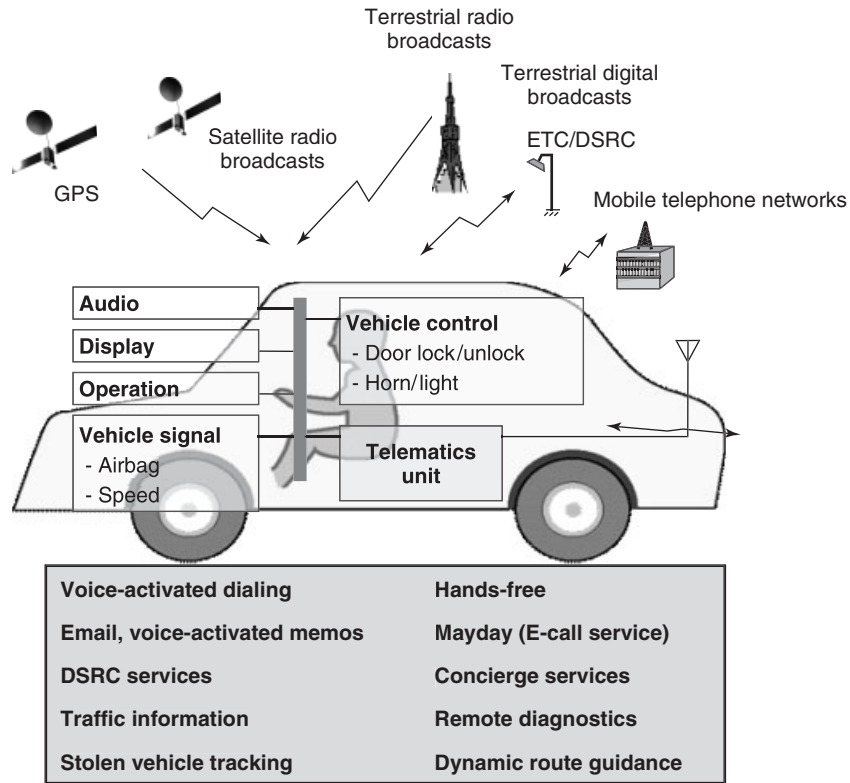 Terrestrial radio
broadcasts
Terrestrial digital
broadcasts
Satellite radio
broadcasts
ETC/DSRC
GPS
Mobile telephone networks
Audio
Display
Operation
Vehicle signal
- Airbag
- Speed
Vehicle control
- Door lock/unlock
- Horn/light
Telematics
unit
Voice-activated dialing
Email, voice-activated memos
DSRC services
Traffic information
Stolen vehicle tracking
Hands-free
Mayday (E-call service)
Concierge services
Remote diagnostics
Dynamic route guidance